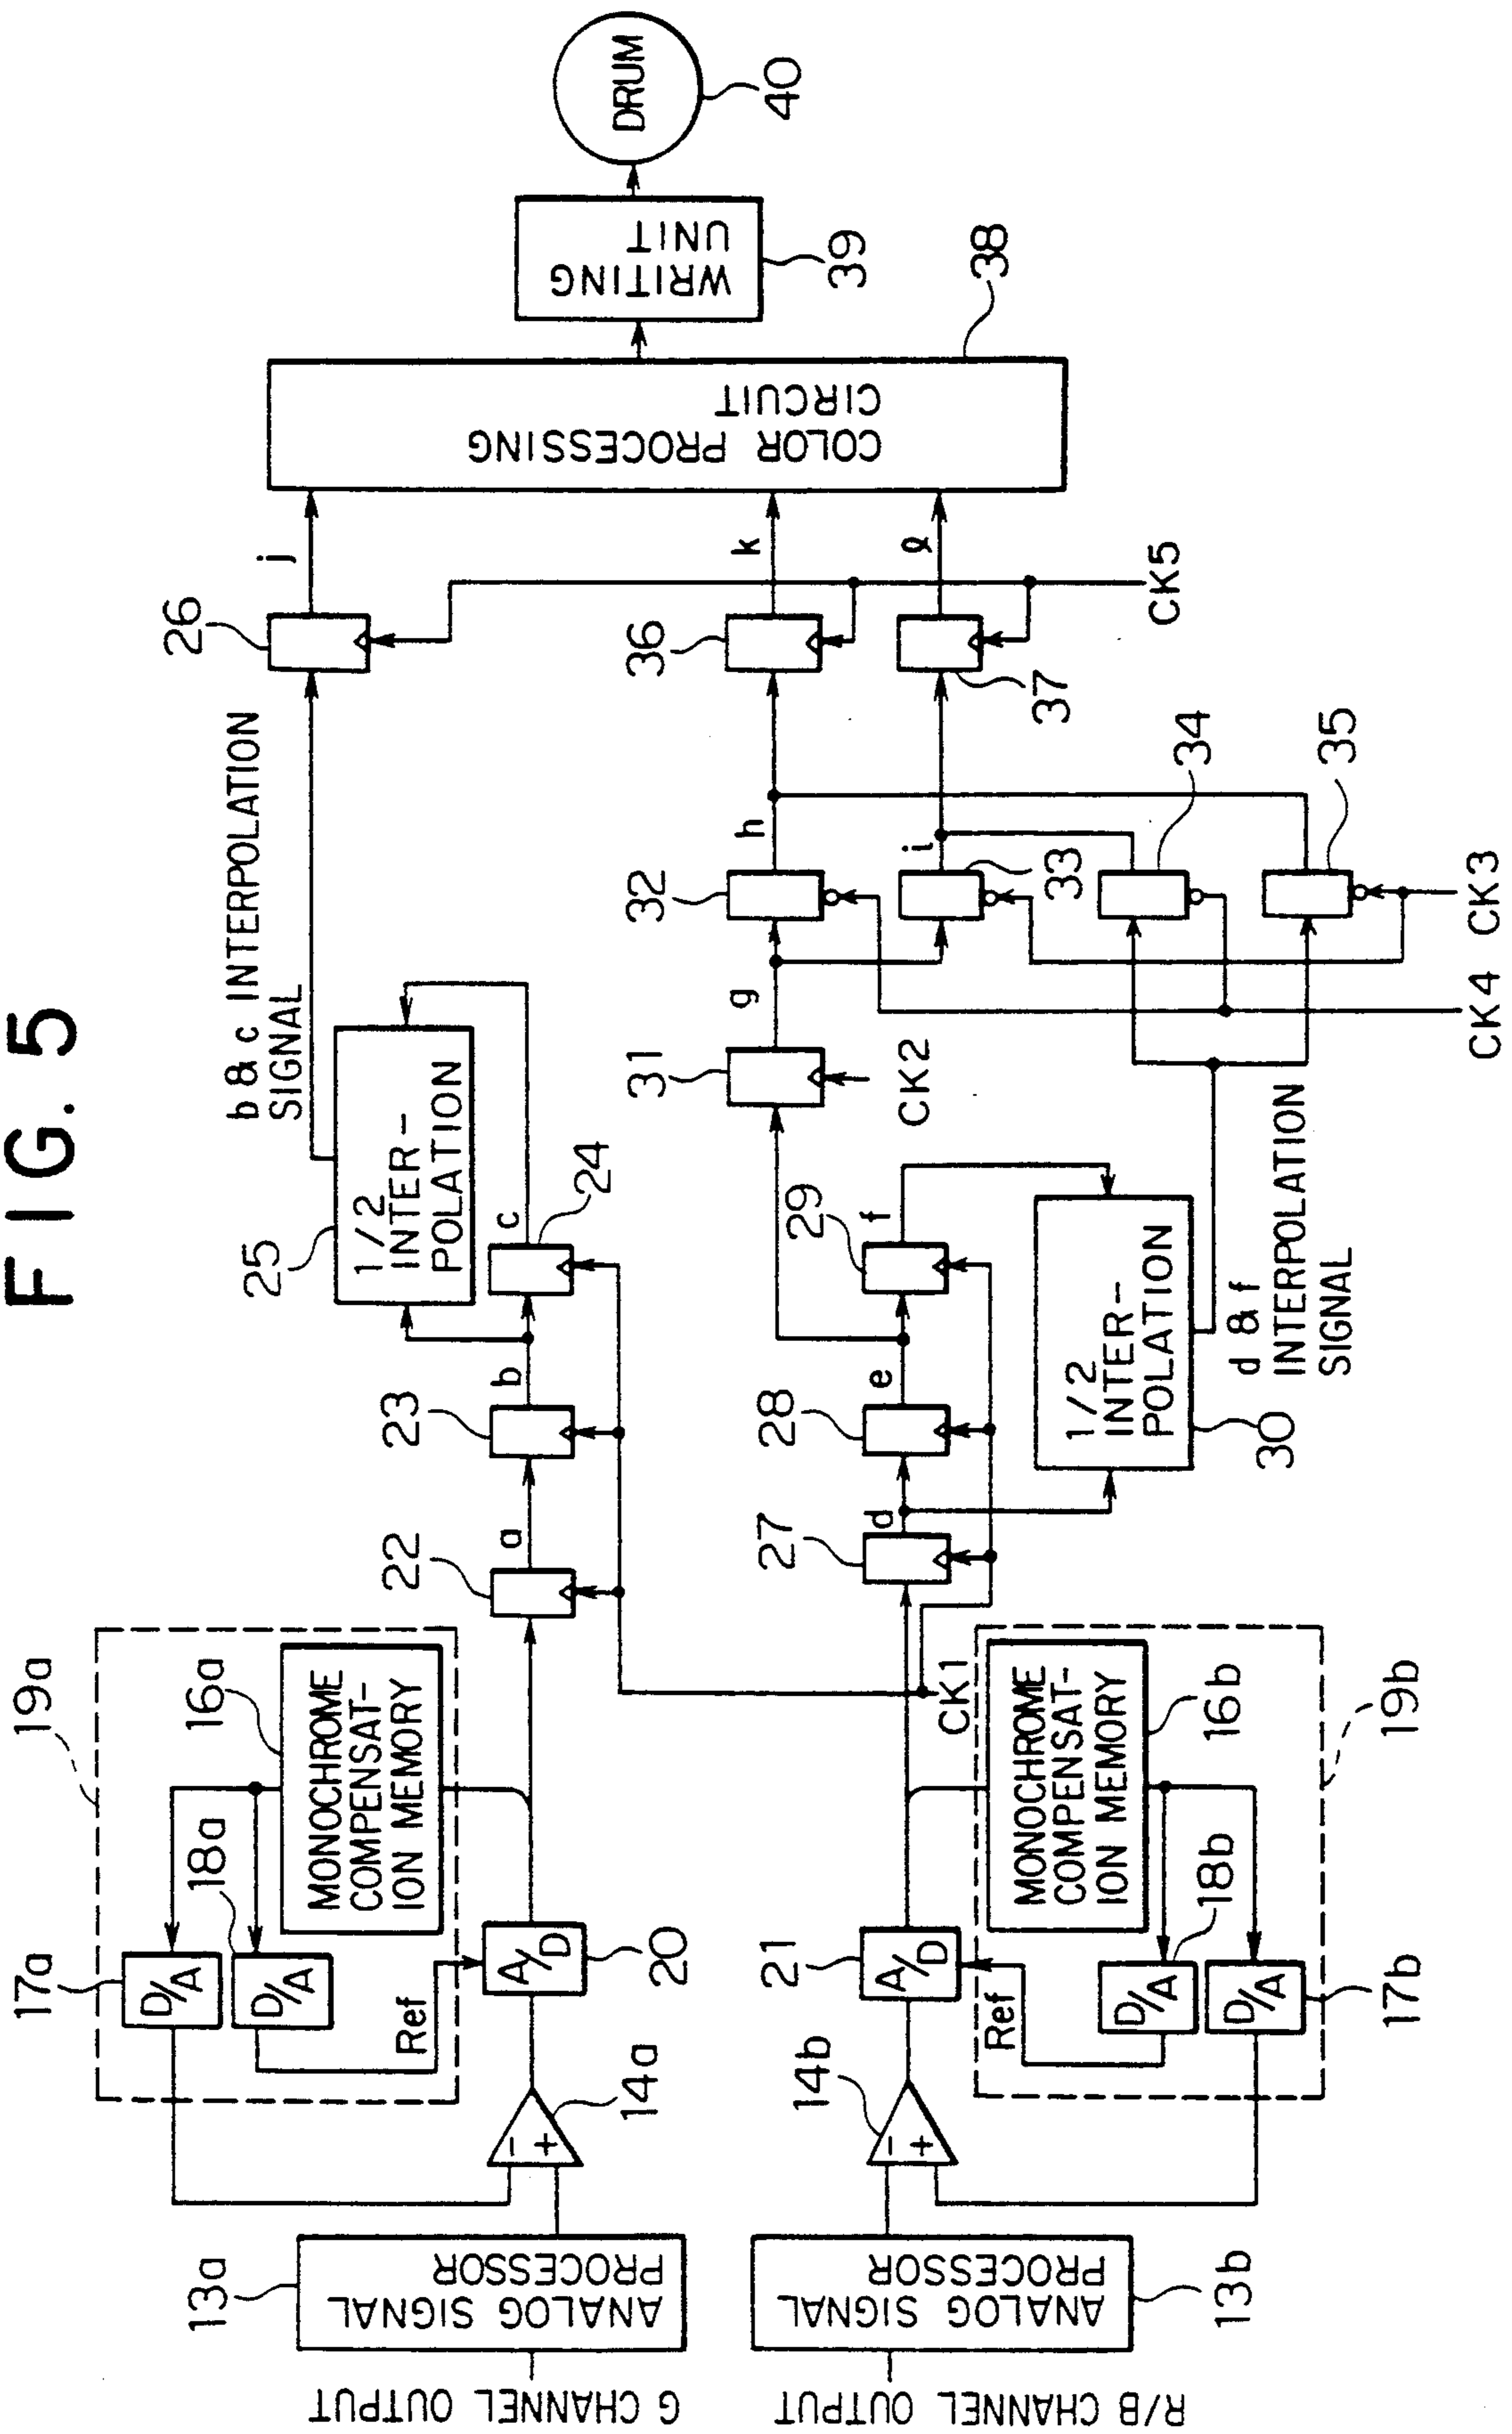 FIG. 5
19a
17a
D/A
18a
D/A
16a
MONOCHROME
COMPENSAT-
ION MEMORY
Ref
13a
ANALOG SIGNAL
PROCESSOR
G CHANNEL OUTPUT
-
+
14a
A/D
20
22
a
23
b
24
c
25
1/2
INTER-
POLATION
b & c INTERPOLATION
SIGNAL
26
j
COLOR PROCESSING
CIRCUIT
38
WRITING
UNIT
39
DRUM
40
R/B CHANNEL OUTPUT
ANALOG SIGNAL
PROCESSOR
13b
14b
-
+
21
A/D
Ref
MONOCHROME
COMPENSAT-
ION MEMORY
16b
D/A
18b
D/A
17b
19b
CK1
27
d
28
e
29
f
1/2
INTER-
POLATION
30
d & f
INTERPOLATION
SIGNAL
31
g
CK2
32
h
33
i
34
35
CK4
CK3
36
k
37
ℓ
CK5